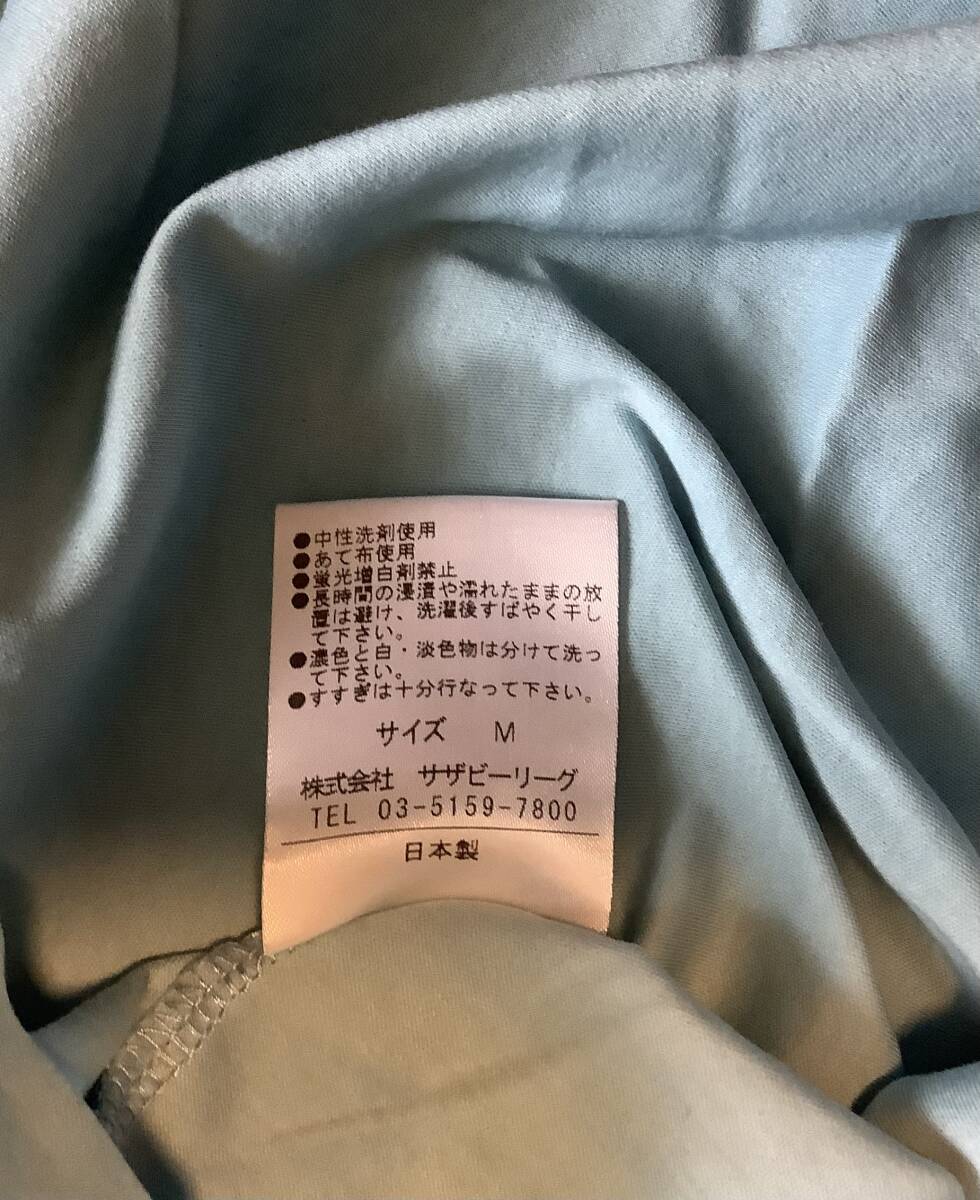 ●中性洗剤使用
●あて布使用
●蛍光増白剤禁止
●長時間の浸漬や濡れたままの放
置は避け、洗濯後すばやく干し
て下さい。
●濃色と白・淡色物は分けて洗っ
て下さい。
●すすぎは十分行なって下さい。
サイズ M
株式会社 サザビーリーグ
TEL 03-5159-7800
日本製